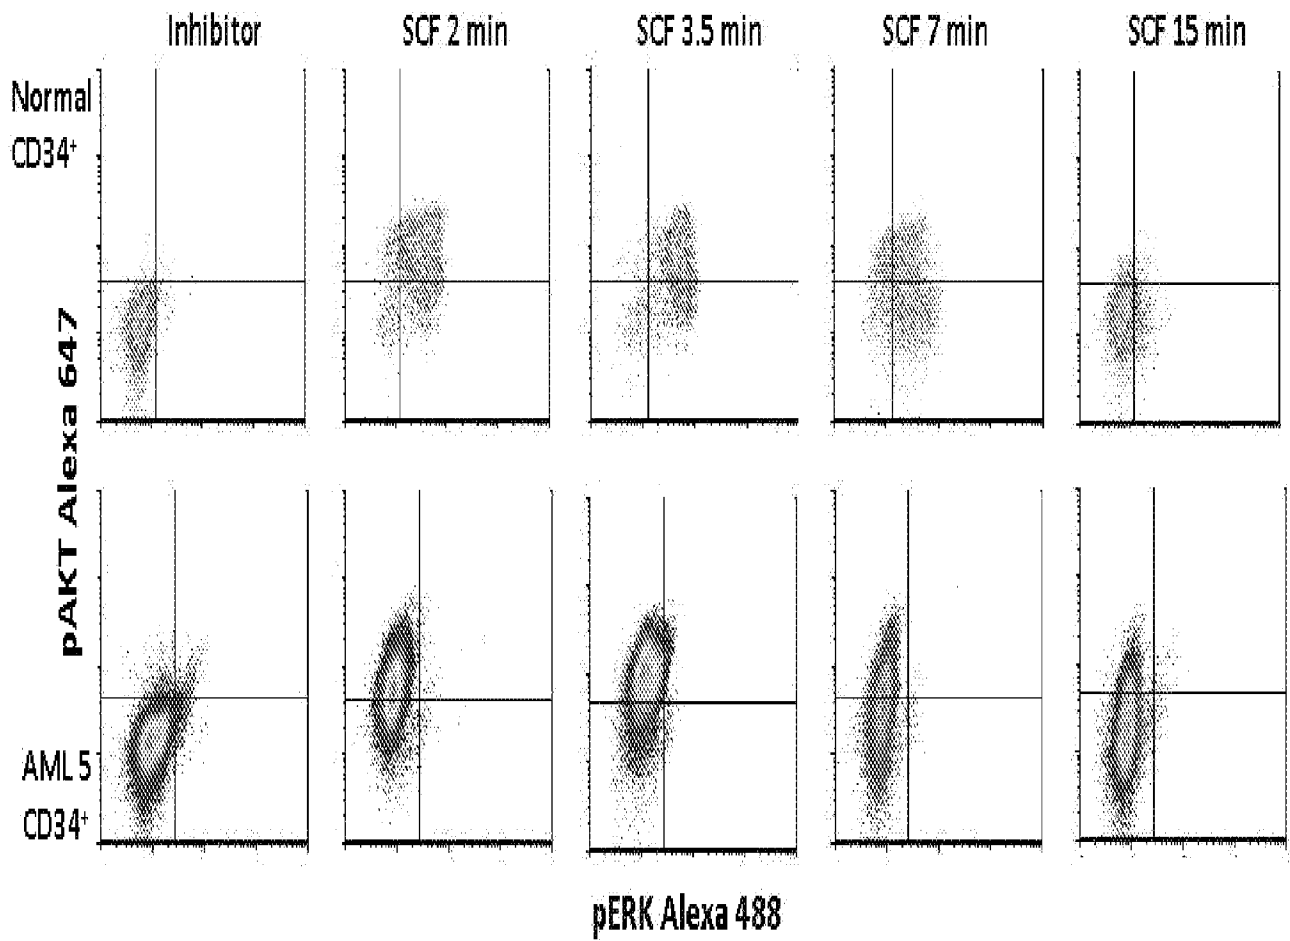 Inhibitor
SCF 2 min
SCF 3.5 min
SCF 7 min
SCF 15 min
Normal
CD34⁺
pAKT Alexa 647
AML 5
CD34⁺
pERK Alexa 488